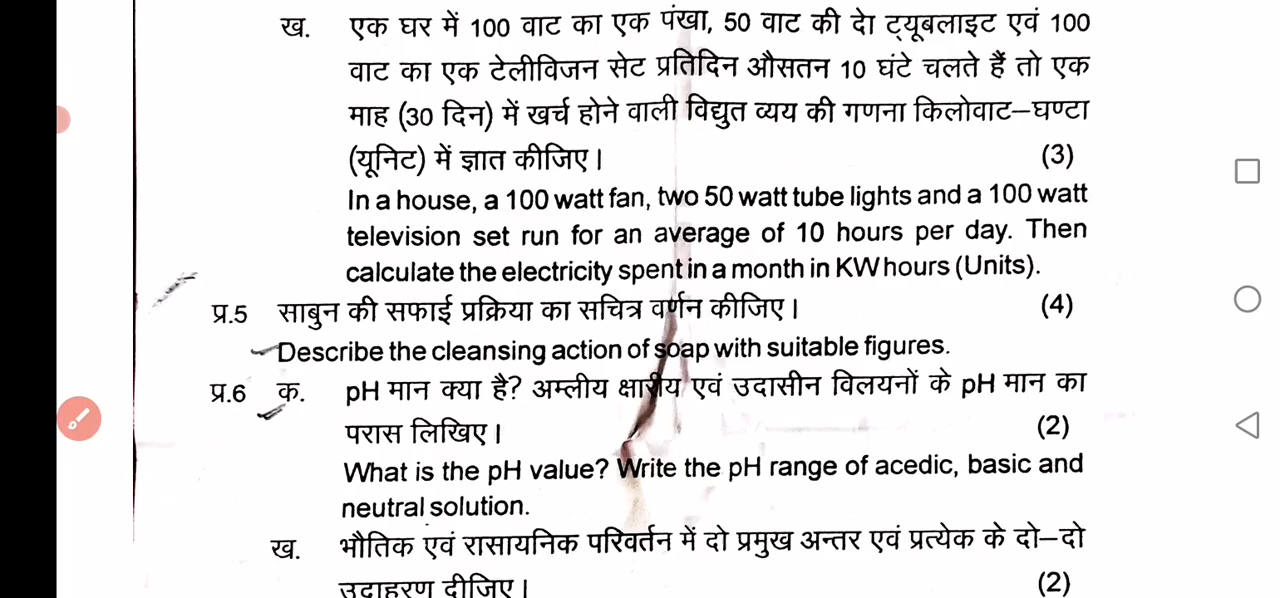 ख. एक घर में 100 वाट का एक पंखा, 50 वाट की दो ट्यूबलाइट एवं 100
वाट का एक टेलीविजन सेट प्रतिदिन औसतन 10 घंटे चलते हैं तो एक
माह (30 दिन) में खर्च होने वाली विद्युत व्यय की गणना किलोवाट–घण्टा
(यूनिट) में ज्ञात कीजिए। (3)
In a house, a 100 watt fan, two 50 watt tube lights and a 100 watt
television set run for an average of 10 hours per day. Then
calculate the electricity spent in a month in KW hours (Units).
प्र.5 साबुन की सफाई प्रक्रिया का सचित्र वर्णन कीजिए। (4)
Describe the cleansing action of soap with suitable figures.
प्र.6 क. pH मान क्या है? अम्लीय क्षारीय एवं उदासीन विलयनों के pH मान का
परास लिखिए। (2)
What is the pH value? Write the pH range of acedic, basic and
neutral solution.
ख. भौतिक एवं रासायनिक परिवर्तन में दो प्रमुख अन्तर एवं प्रत्येक के दो–दो
उदाहरण दीजिए। (2)